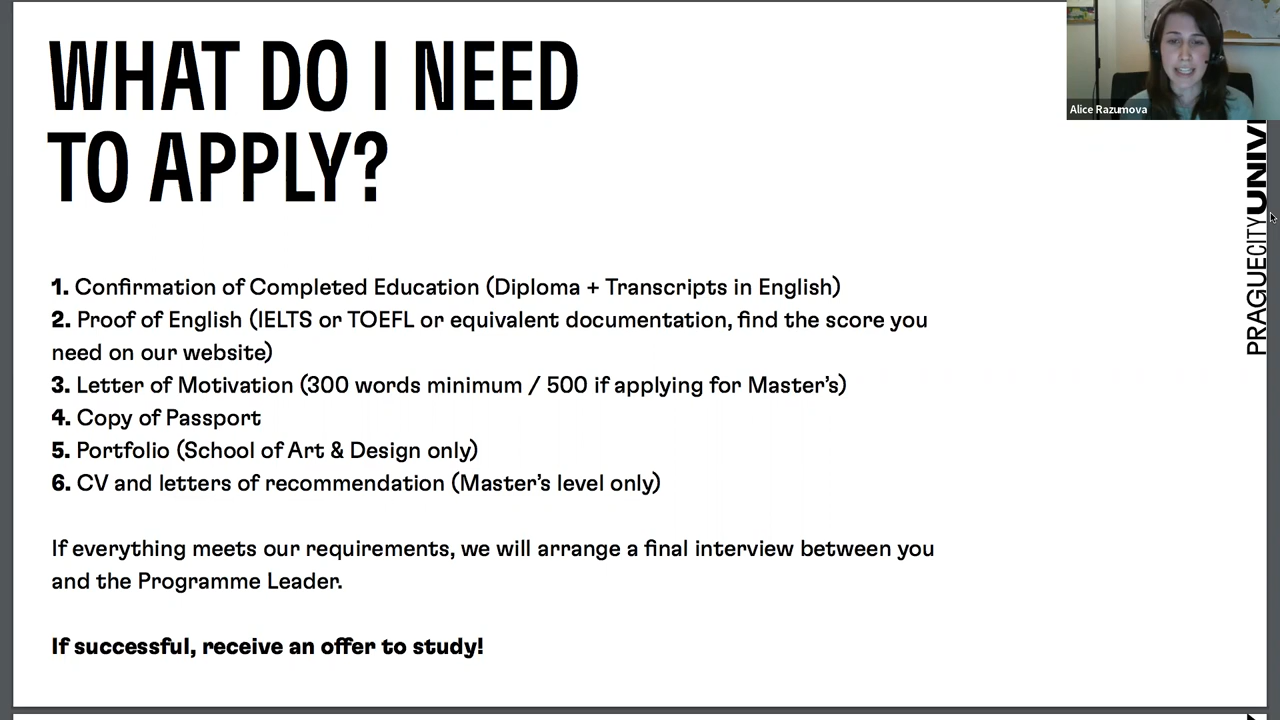 WHAT DO I NEED
TO APPLY?
Alice Razumova
PRAGUECITYUNIV
1. Confirmation of Completed Education (Diploma + Transcripts in English)
2. Proof of English (IELTS or TOEFL or equivalent documentation, find the score you
need on our website)
3. Letter of Motivation (300 words minimum / 500 if applying for Master's)
4. Copy of Passport
5. Portfolio (School of Art & Design only)
6. CV and letters of recommendation (Master's level only)
If everything meets our requirements, we will arrange a final interview between you
and the Programme Leader.
If successful, receive an offer to study!